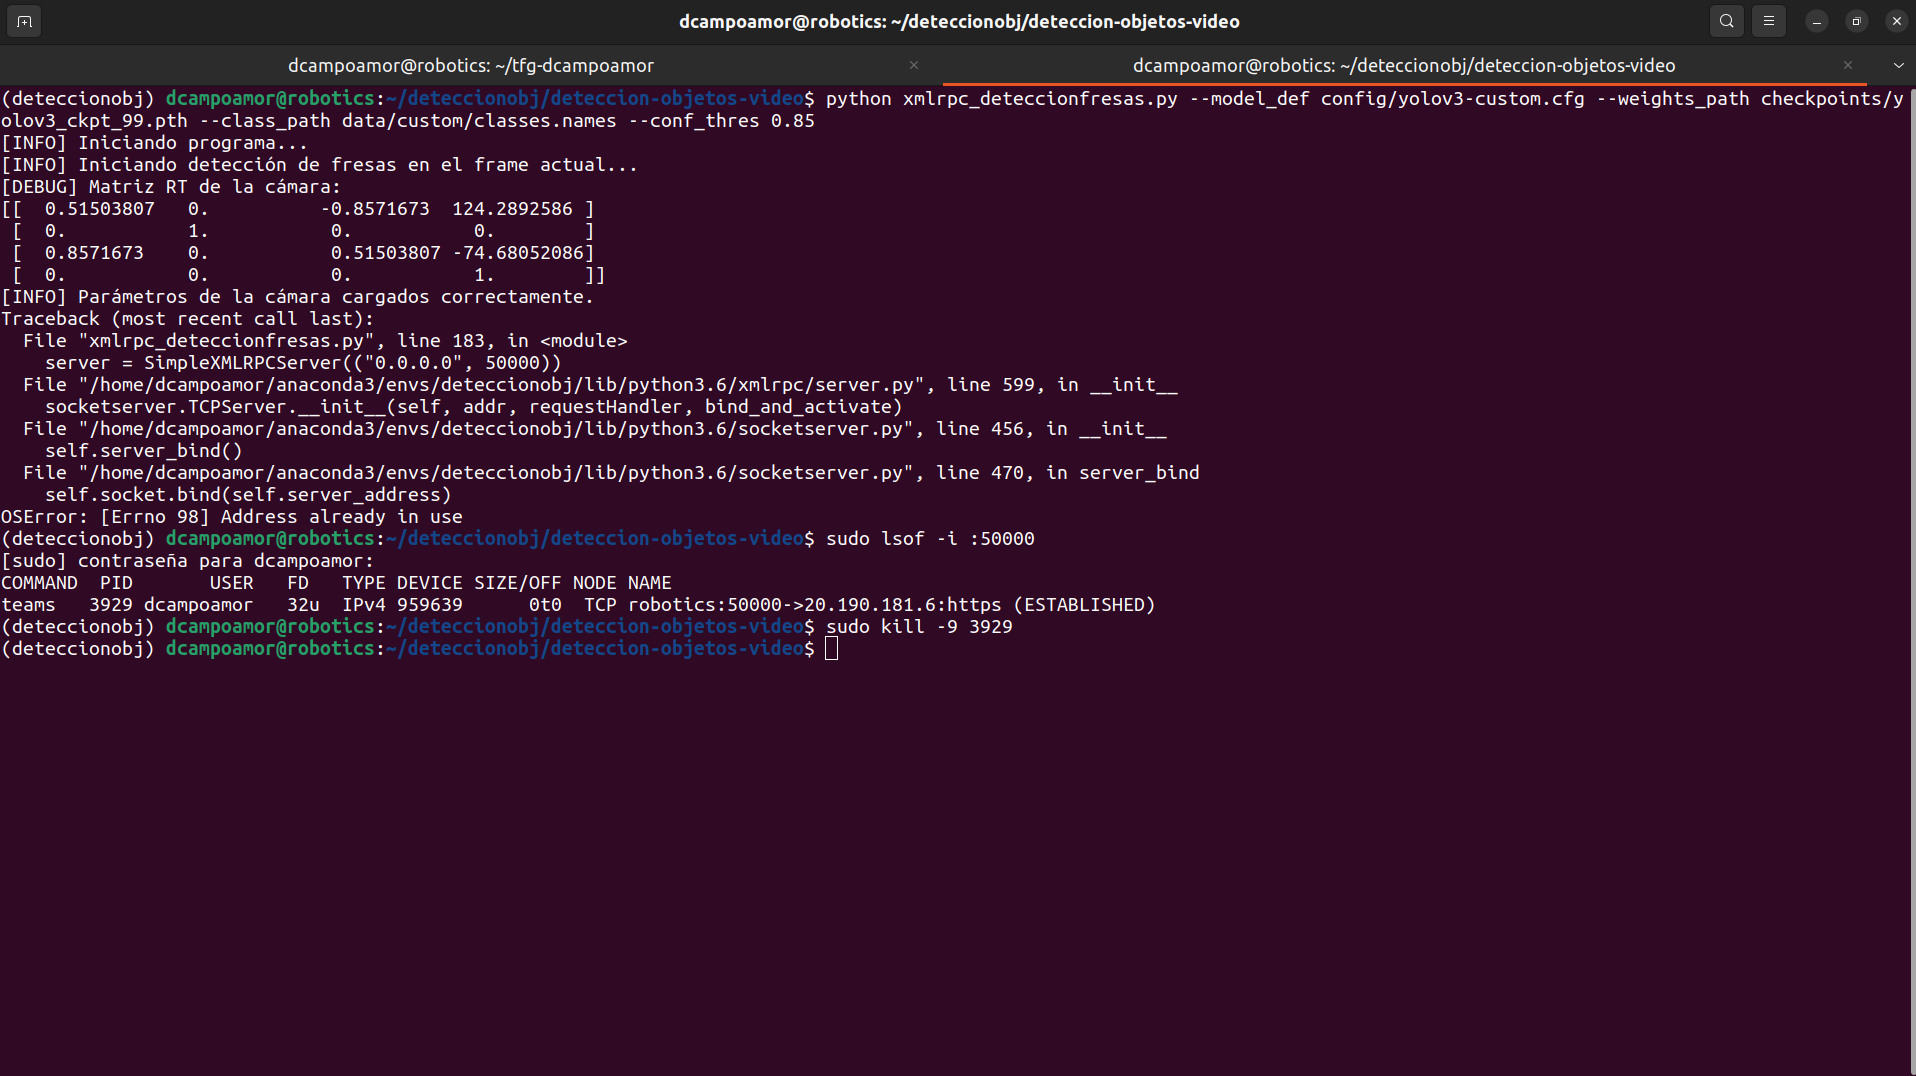 dcampoamor@robotics: ~/deteccionobj/deteccion-objetos-video
dcampoamor@robotics: ~/tfg-dcampoamor
dcampoamor@robotics: ~/deteccionobj/deteccion-objetos-video
(deteccionobj) dcampoamor@robotics:~/deteccionobj/deteccion-objetos-video$ python xmlrpc_deteccionfresas.py --model_def config/yolov3-custom.cfg --weights_path checkpoints/y
olov3_ckpt_99.pth --class_path data/custom/classes.names --conf_thres 0.85
[INFO] Iniciando programa...
[INFO] Iniciando detección de fresas en el frame actual...
[DEBUG] Matriz RT de la cámara:
[[  0.51503807   0.          -0.8571673  124.2892586 ]
 [  0.           1.           0.           0.        ]
 [  0.8571673    0.           0.51503807 -74.68052086]
 [  0.           0.           0.           1.        ]]
[INFO] Parámetros de la cámara cargados correctamente.
Traceback (most recent call last):
  File "xmlrpc_deteccionfresas.py", line 183, in <module>
    server = SimpleXMLRPCServer(("0.0.0.0", 50000))
  File "/home/dcampoamor/anaconda3/envs/deteccionobj/lib/python3.6/xmlrpc/server.py", line 599, in __init__
    socketserver.TCPServer.__init__(self, addr, requestHandler, bind_and_activate)
  File "/home/dcampoamor/anaconda3/envs/deteccionobj/lib/python3.6/socketserver.py", line 456, in __init__
    self.server_bind()
  File "/home/dcampoamor/anaconda3/envs/deteccionobj/lib/python3.6/socketserver.py", line 470, in server_bind
    self.socket.bind(self.server_address)
OSError: [Errno 98] Address already in use
(deteccionobj) dcampoamor@robotics:~/deteccionobj/deteccion-objetos-video$ sudo lsof -i :50000
[sudo] contraseña para dcampoamor:
COMMAND  PID       USER   FD   TYPE DEVICE SIZE/OFF NODE NAME
teams   3929 dcampoamor   32u  IPv4 959639      0t0  TCP robotics:50000->20.190.181.6:https (ESTABLISHED)
(deteccionobj) dcampoamor@robotics:~/deteccionobj/deteccion-objetos-video$ sudo kill -9 3929
(deteccionobj) dcampoamor@robotics:~/deteccionobj/deteccion-objetos-video$